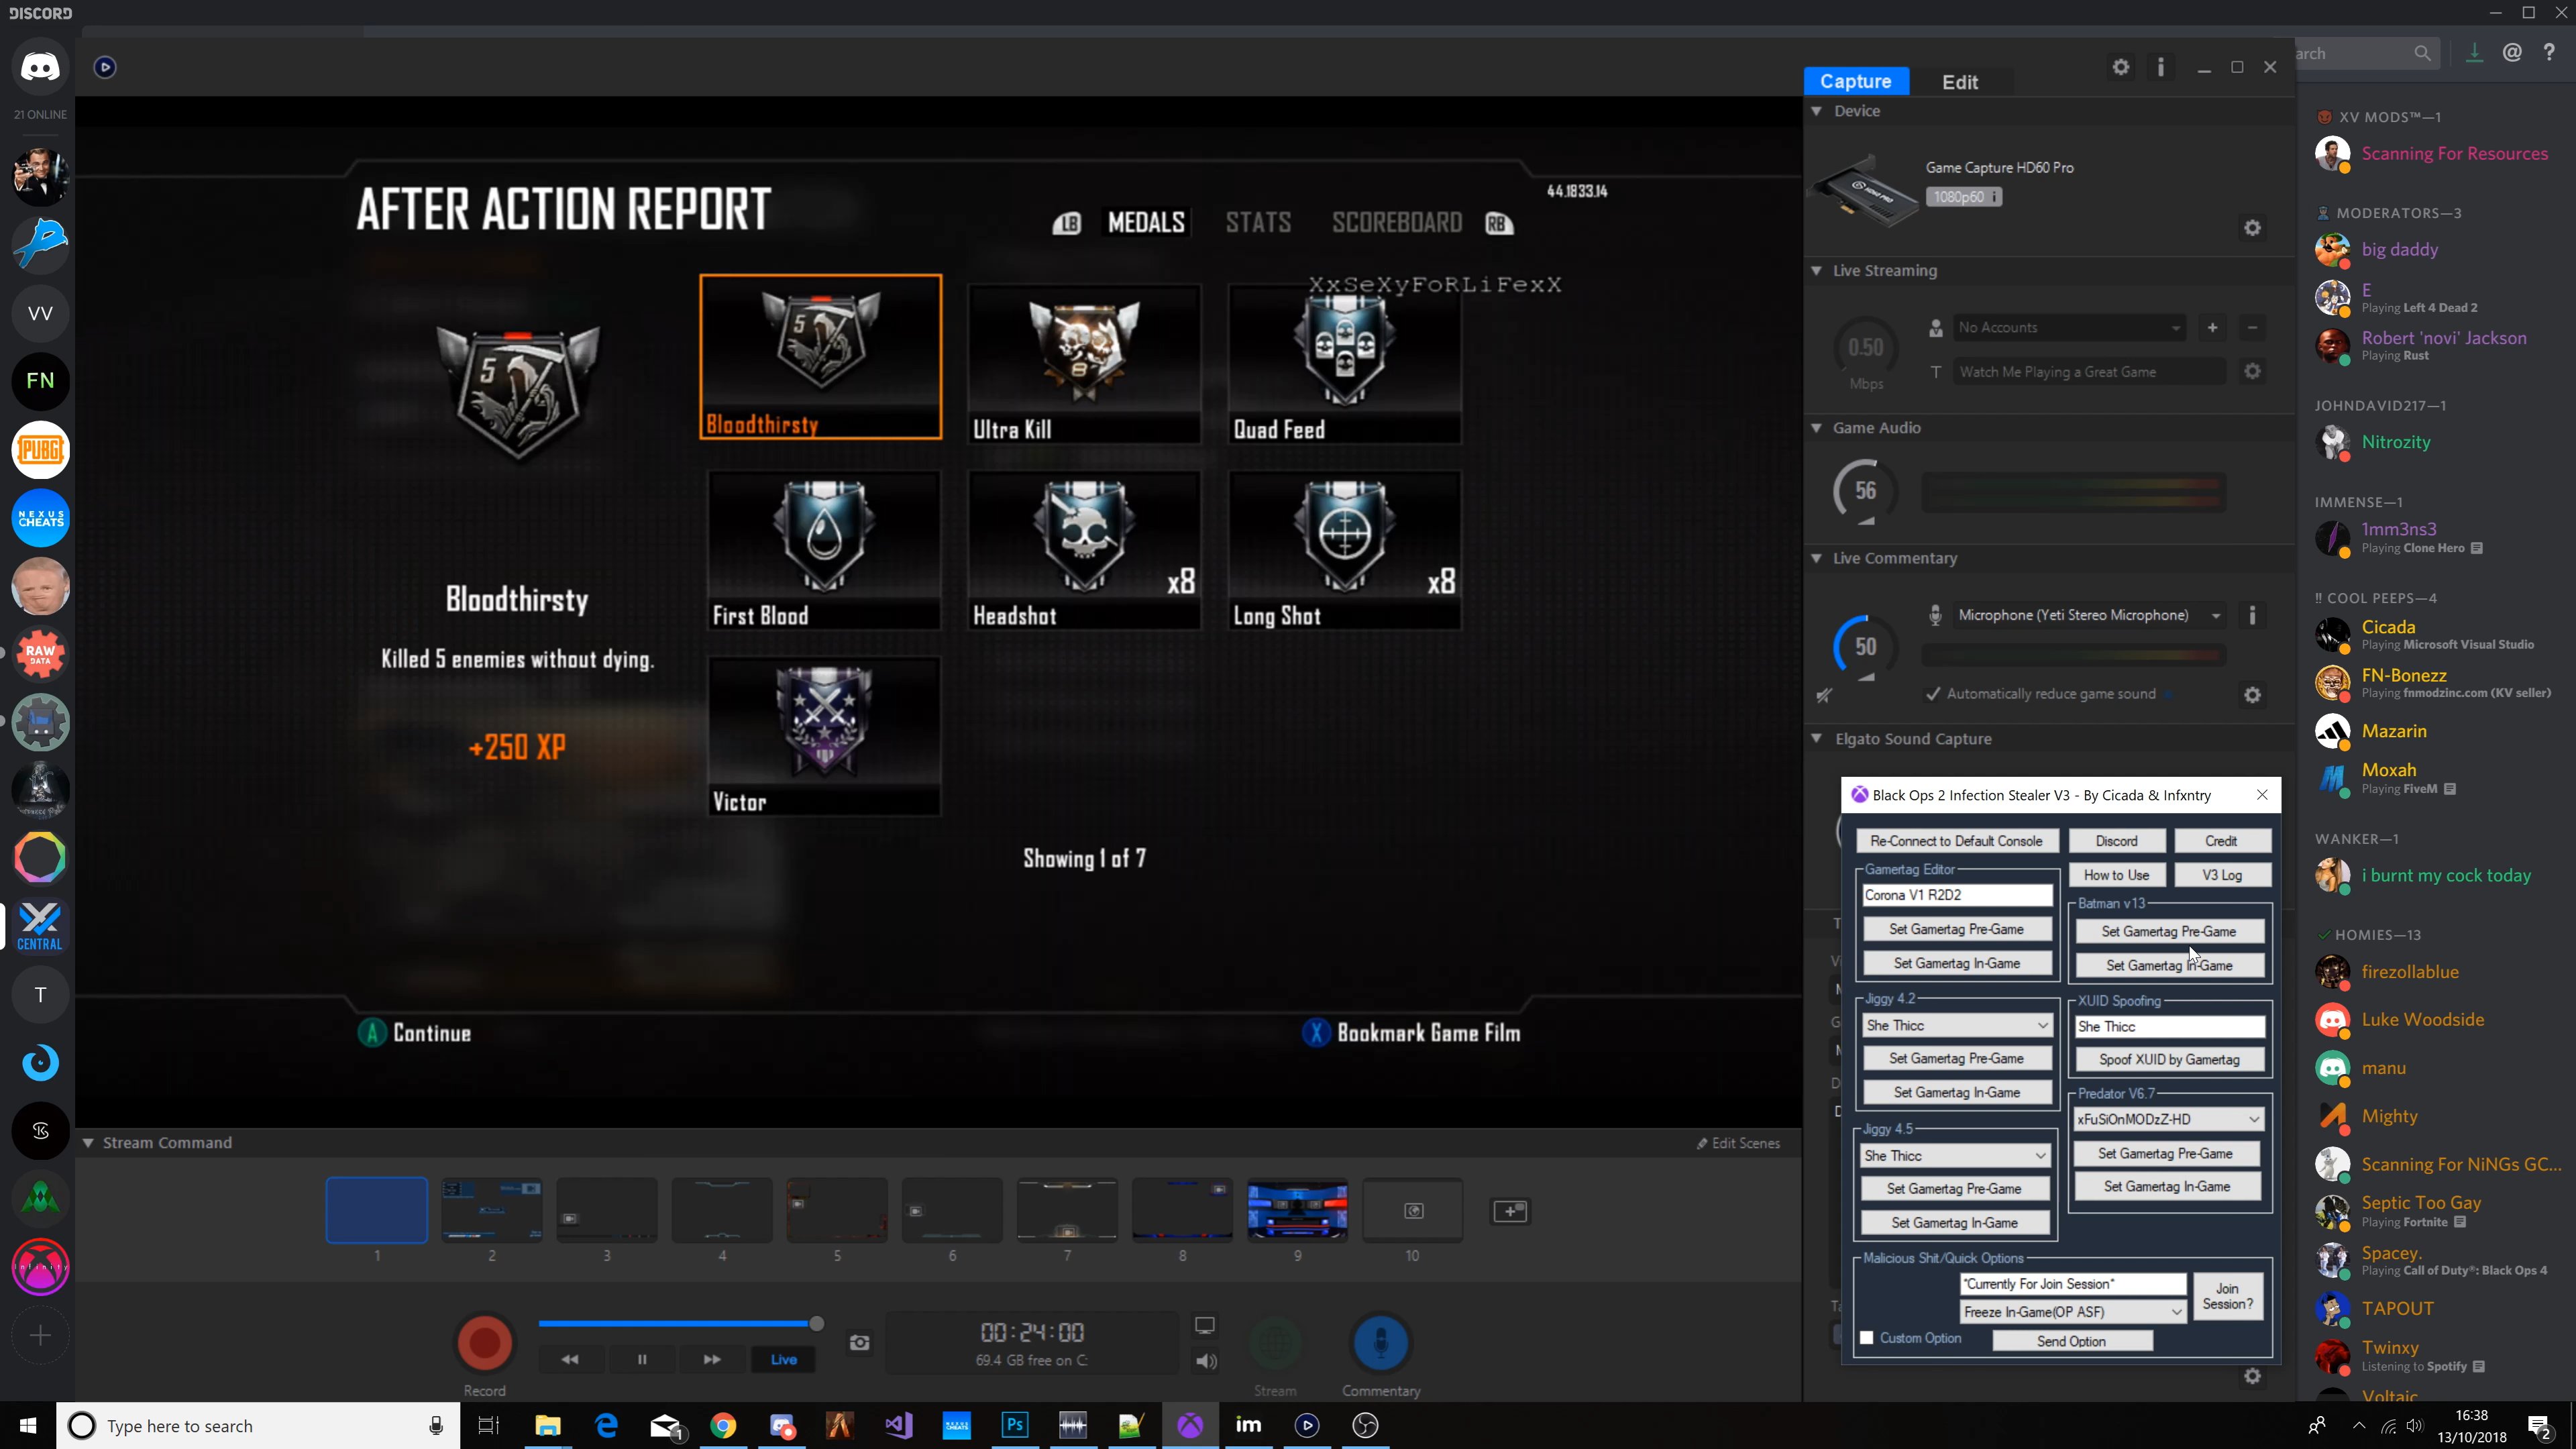 DISCORD
21 ONLINE
VV
FN
PUBG
NEXUS
CHEATS
RAW
DATA
CENTRAL
T
Infinity
AFTER ACTION REPORT
44.1833.14
LB MEDALS STATS SCOREBOARD RB
XxSeXyFoRLiFexX
5
5
8
Bloodthirsty
Ultra Kill
Quad Feed
x8
x8
First Blood
Headshot
Long Shot
Victor
Bloodthirsty
Killed 5 enemies without dying.
+250 XP
Showing 1 of 7
A Continue
X Bookmark Game Film
Stream Command
Edit Scenes
1 2 3 4 5 6 7 8 9 10
Record
Live
00:24:00
69.4 GB free on C:
Stream
Commentary
Capture Edit
Device
Game Capture HD60 Pro
1080p60 i
Live Streaming
0.50
Mbps
No Accounts
T Watch Me Playing a Great Game
Game Audio
56
Live Commentary
50
Microphone (Yeti Stereo Microphone)
Automatically reduce game sound
Elgato Sound Capture
Black Ops 2 Infection Stealer V3 - By Cicada & Infxntry
Re-Connect to Default Console
Discord
Credit
How to Use
V3 Log
Gamertag Editor
Corona V1 R2D2
Set Gamertag Pre-Game
Set Gamertag In-Game
Batman v13
Set Gamertag Pre-Game
Set Gamertag In-Game
Jiggy 4.2
She Thicc
Set Gamertag Pre-Game
Set Gamertag In-Game
XUID Spoofing
She Thicc
Spoof XUID by Gamertag
Predator V6.7
xFuSiOnMODzZ-HD
Set Gamertag Pre-Game
Set Gamertag In-Game
Jiggy 4.5
She Thicc
Set Gamertag Pre-Game
Set Gamertag In-Game
Malicious Shit/Quick Options
"Currently For Join Session"
Freeze In-Game(OP ASF)
Join
Session?
Custom Option
Send Option
arch
XV MODS™—1
Scanning For Resources
MODERATORS—3
big daddy
E
Playing Left 4 Dead 2
Robert 'novi' Jackson
Playing Rust
JOHNDAVID217—1
Nitrozity
IMMENSE—1
1mm3ns3
Playing Clone Hero
!! COOL PEEPS—4
Cicada
Playing Microsoft Visual Studio
FN-Bonezz
Playing fnmodzinc.com (KV seller)
Mazarin
Moxah
Playing FiveM
WANKER—1
i burnt my cock today
HOMIES—13
firezollablue
Luke Woodside
manu
Mighty
Scanning For NiNGs GC...
Septic Too Gay
Playing Fortnite
Spacey.
Playing Call of Duty®: Black Ops 4
TAPOUT
Twinxy
Listening to Spotify
Voltaic
Type here to search
1
NEXUS
CHEATS
Ps
im
16:38
13/10/2018
2